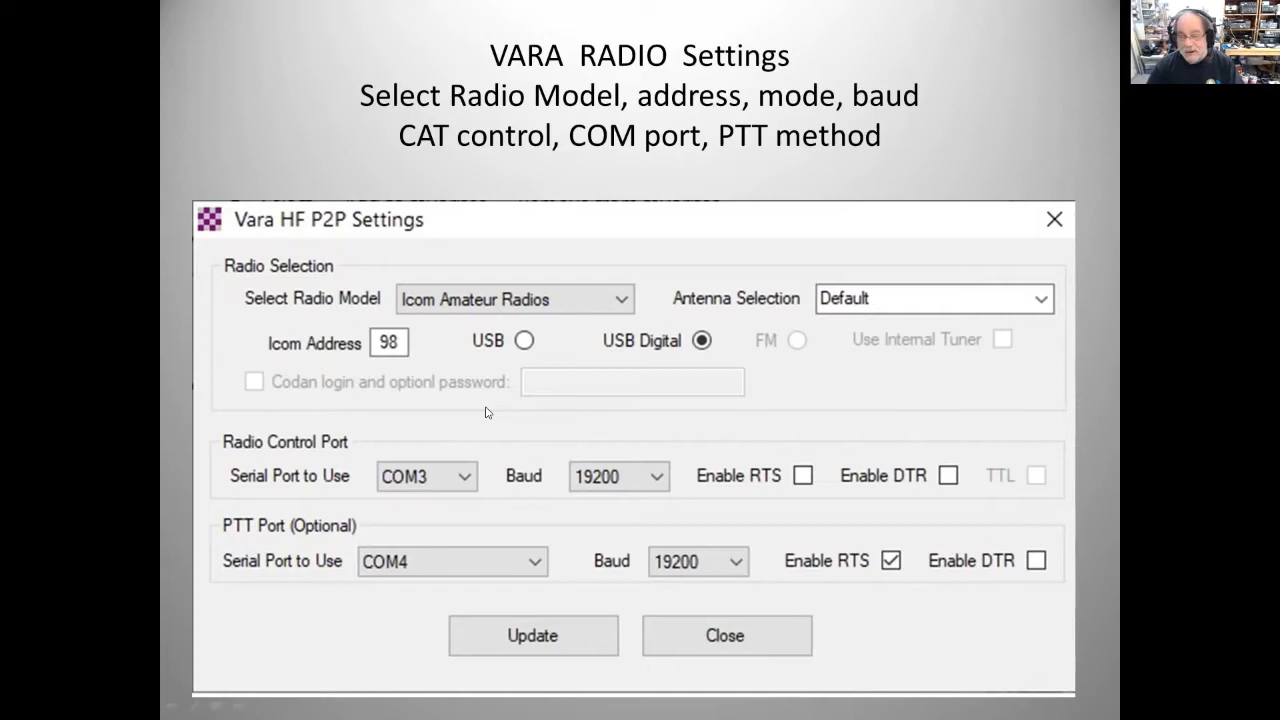 VARA RADIO Settings
Select Radio Model, address, mode, baud
CAT control, COM port, PTT method
Vara HF P2P Settings
Radio Selection
Select Radio Model Icom Amateur Radios Antenna Selection Default
Icom Address 98 USB USB Digital FM Use Internal Tuner
Codan login and optionl password:
Radio Control Port
Serial Port to Use COM3 Baud 19200 Enable RTS Enable DTR TTL
PTT Port (Optional)
Serial Port to Use COM4 Baud 19200 Enable RTS Enable DTR
Update Close